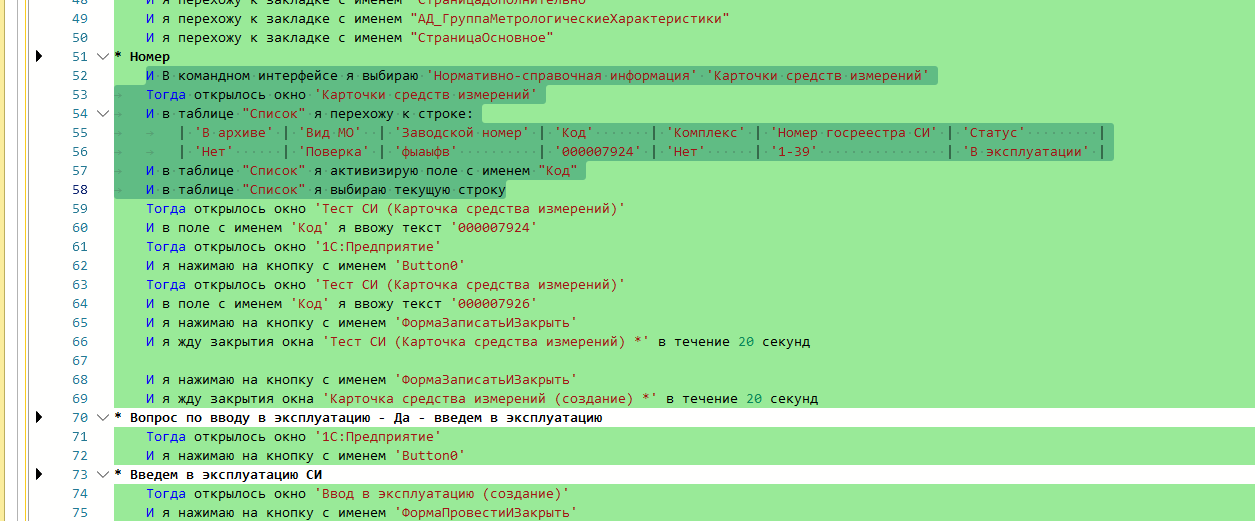 48 И я перехожу к закладке с именем "СтраницаДополнительно"
49 И я перехожу к закладке с именем "АД_ГруппаМетрологическиеХарактеристики"
50 И я перехожу к закладке с именем "СтраницаОсновное"
51 * Номер
52 И В командном интерфейсе я выбираю 'Нормативно-справочная информация' 'Карточки средств измерений'
53 Тогда открылось окно 'Карточки средств измерений'
54 И в таблице "Список" я перехожу к строке:
55 | 'В архиве' | 'Вид МО' | 'Заводской номер' | 'Код' | 'Комплекс' | 'Номер госреестра СИ' | 'Статус' |
56 | 'Нет' | 'Поверка' | 'фыаыфв' | '000007924' | 'Нет' | '1-39' | 'В эксплуатации' |
57 И в таблице "Список" я активизирую поле с именем "Код"
58 И в таблице "Список" я выбираю текущую строку
59 Тогда открылось окно 'Тест СИ (Карточка средства измерений)'
60 И в поле с именем 'Код' я ввожу текст '000007924'
61 Тогда открылось окно '1С:Предприятие'
62 И я нажимаю на кнопку с именем 'Button0'
63 Тогда открылось окно 'Тест СИ (Карточка средства измерений)'
64 И в поле с именем 'Код' я ввожу текст '000007926'
65 И я нажимаю на кнопку с именем 'ФормаЗаписатьИЗакрыть'
66 И я жду закрытия окна 'Тест СИ (Карточка средства измерений) *' в течение 20 секунд
67
68 И я нажимаю на кнопку с именем 'ФормаЗаписатьИЗакрыть'
69 И я жду закрытия окна 'Карточка средства измерений (создание) *' в течение 20 секунд
70 * Вопрос по вводу в эксплуатацию - Да - введем в эксплуатацию
71 Тогда открылось окно '1С:Предприятие'
72 И я нажимаю на кнопку с именем 'Button0'
73 * Введем в эксплуатацию СИ
74 Тогда открылось окно 'Ввод в эксплуатацию (создание)'
75 И я нажимаю на кнопку с именем 'ФормаПровестиИЗакрыть'